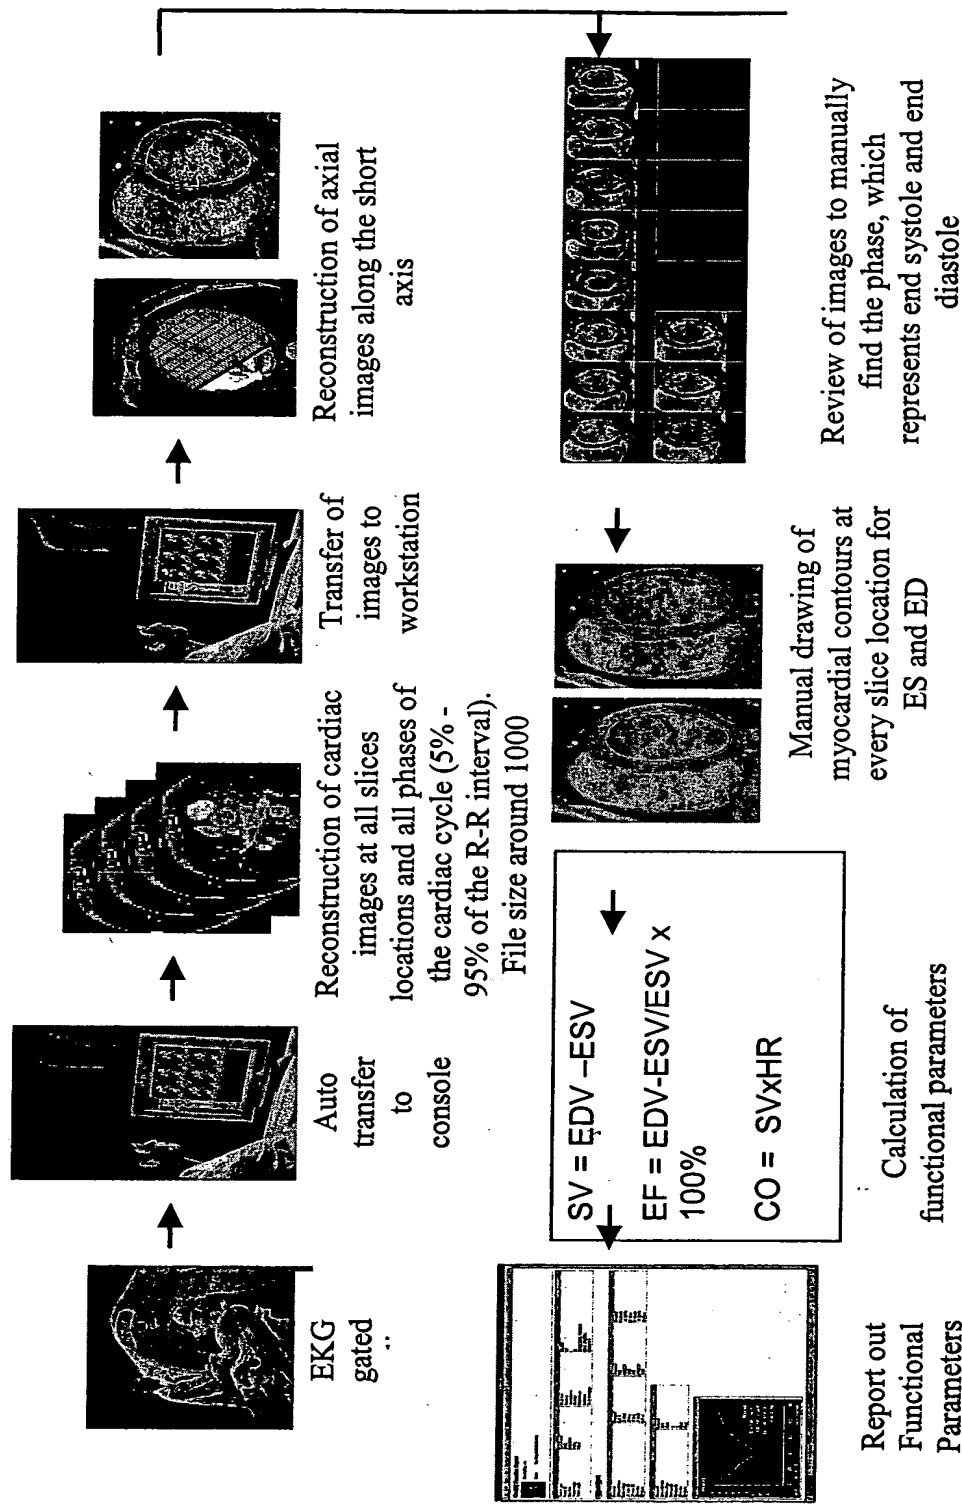 EKG
gated
Auto
transfer
to
console
Reconstruction of cardiac
images at all slices
locations and all phases of
the cardiac cycle (5% -
95% of the R-R interval).
File size around 1000
Transfer of
images to
workstation
Reconstruction of axial
images along the short
axis
Review of images to manually
find the phase, which
represents end systole and end
diastole
Manual drawing of
myocardial contours at
every slice location for
ES and ED
SV = EDV –ESV
EF = EDV-ESV/ESV x
100%
CO = SVxHR
Calculation of
functional parameters
Report out
Functional
Parameters